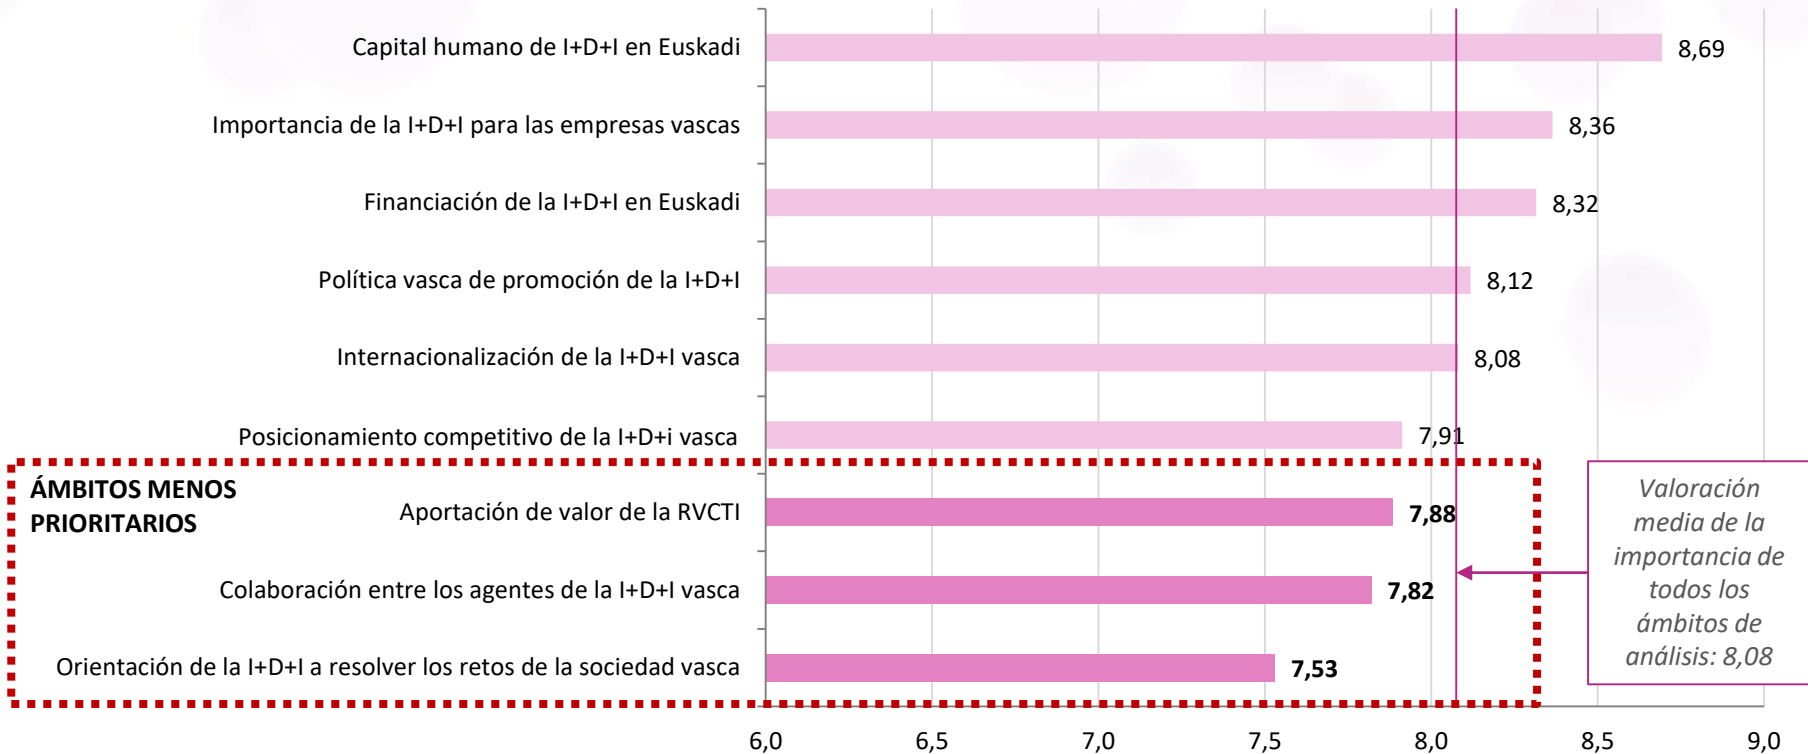 Capital humano de I+D+I en Euskadi
8,69
Importancia de la I+D+I para las empresas vascas
8,36
Financiación de la I+D+I en Euskadi
8,32
Política vasca de promoción de la I+D+I
8,12
Internacionalización de la I+D+I vasca
8,08
Posicionamiento competitivo de la I+D+i vasca
7,91
ÁMBITOS MENOS
PRIORITARIOS
Aportación de valor de la RVCTI
7,88
Colaboración entre los agentes de la I+D+I vasca
7,82
Orientación de la I+D+I a resolver los retos de la sociedad vasca
7,53
Valoración
media de la
importancia de
todos los
ámbitos de
análisis: 8,08
6,0 6,5 7,0 7,5 8,0 8,5 9,0